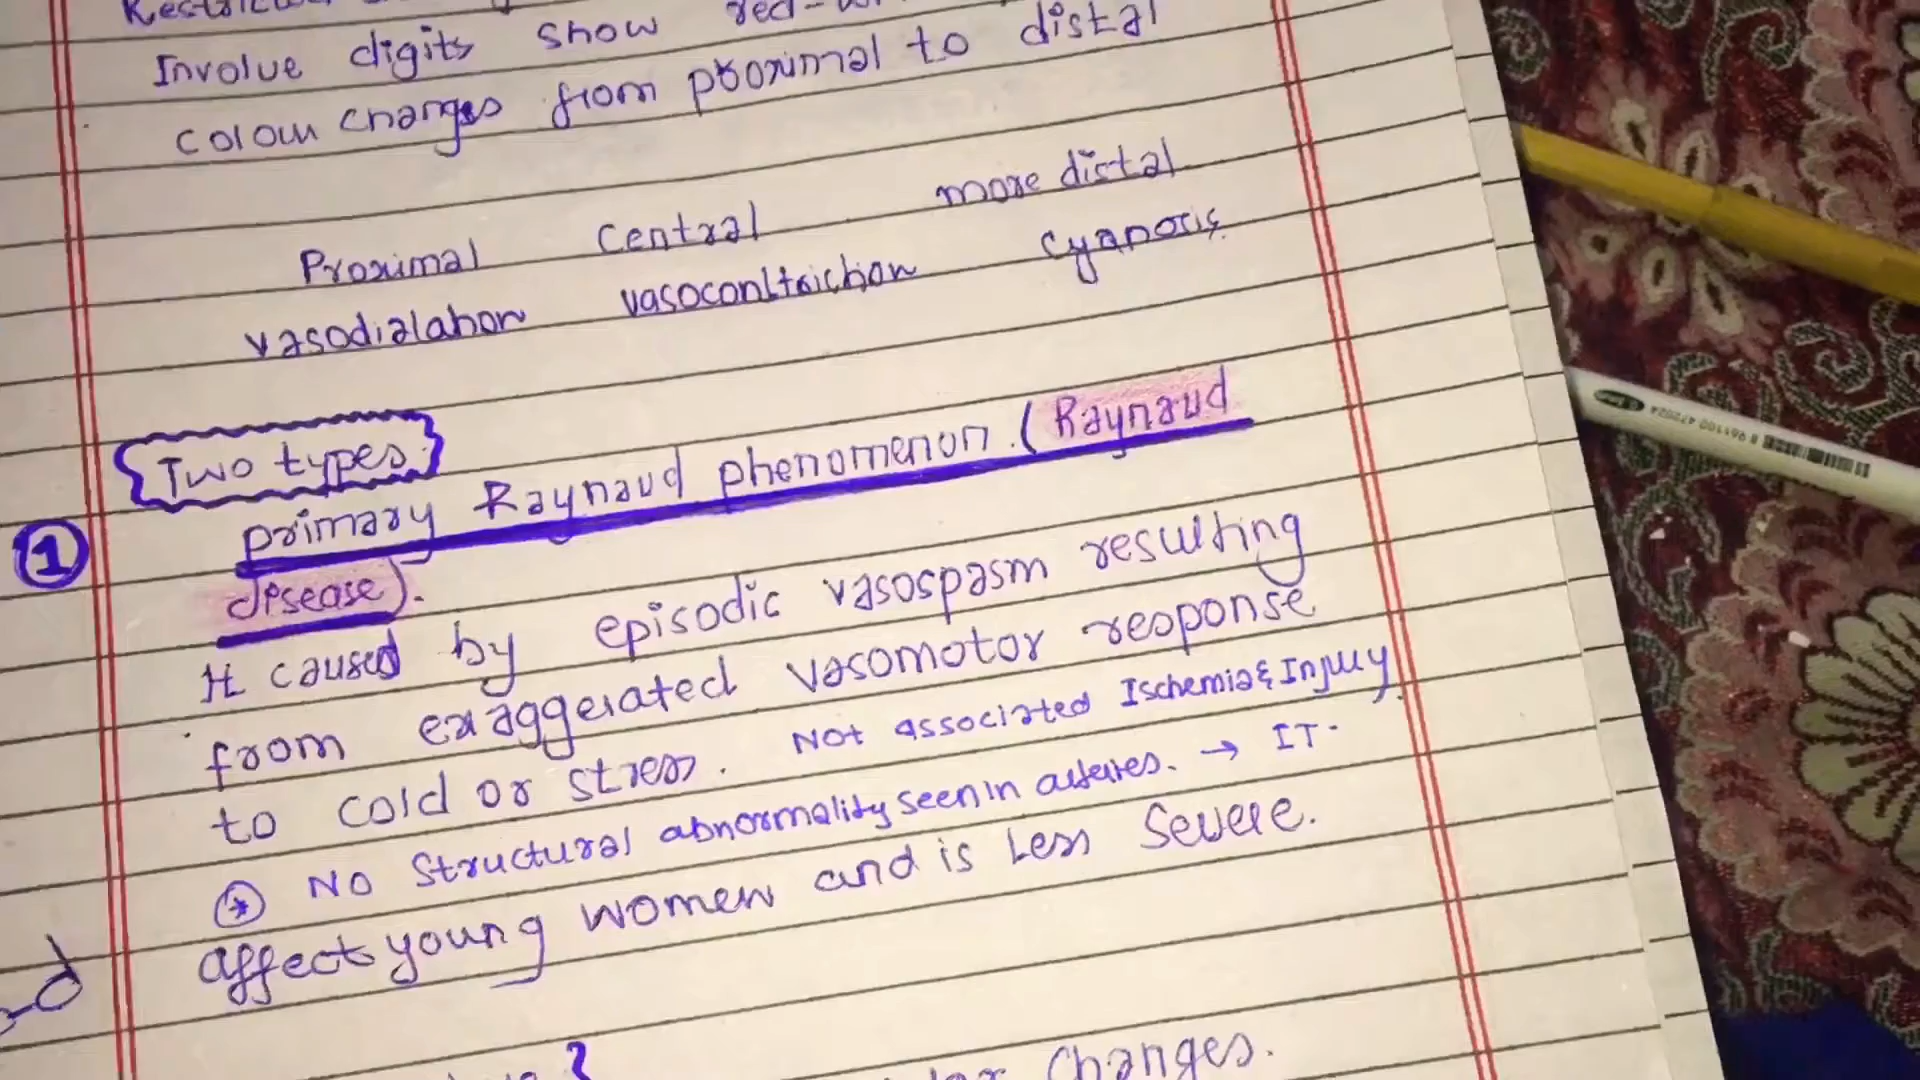 Involve digits show red-
colour changes from proximal to distal
Proximal Central more distal
vasodialation vasoconstriction cyanosis
Two types
1 primary Raynaud phenomenon. (Raynaud
disease).
It caused by episodic vasospasm resulting
from exaggerated vasomotor response
to cold or stress. Not associated Ischemia & Injury
* No structural abnormality seen in arteries. → IT.
affect young women and is Less Severe.
changes.